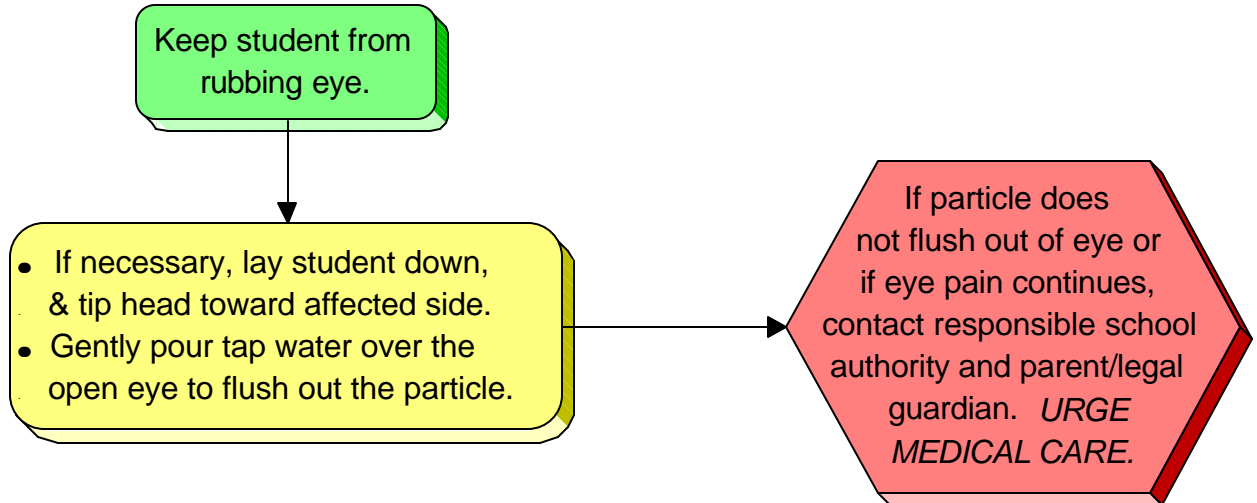 Keep student from
rubbing eye.
• If necessary, lay student down,
& tip head toward affected side.
• Gently pour tap water over the
open eye to flush out the particle.
If particle does
not flush out of eye or
if eye pain continues,
contact responsible school
authority and parent/legal
guardian. URGE
MEDICAL CARE.